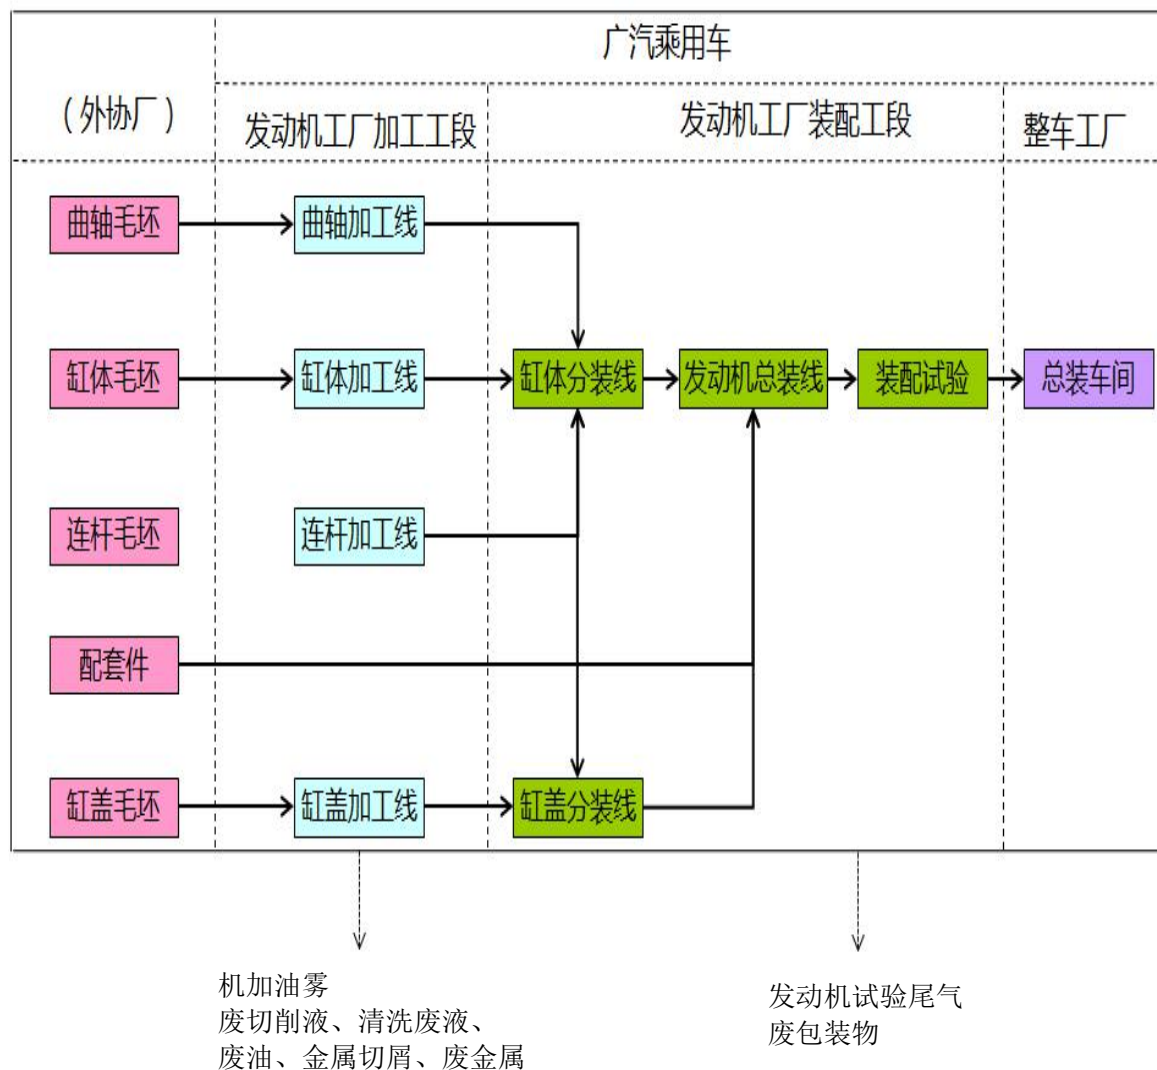 广汽乘用车
（外协厂）
发动机工厂加工工段
发动机工厂装配工段
整车工厂
曲轴毛坯
曲轴加工线
缸体毛坯
缸体加工线
缸体分装线
发动机总装线
装配试验
总装车间
连杆毛坯
连杆加工线
配套件
缸盖毛坯
缸盖加工线
缸盖分装线
机加油雾
废切削液、清洗废液、
废油、金属切屑、废金属
发动机试验尾气
废包装物